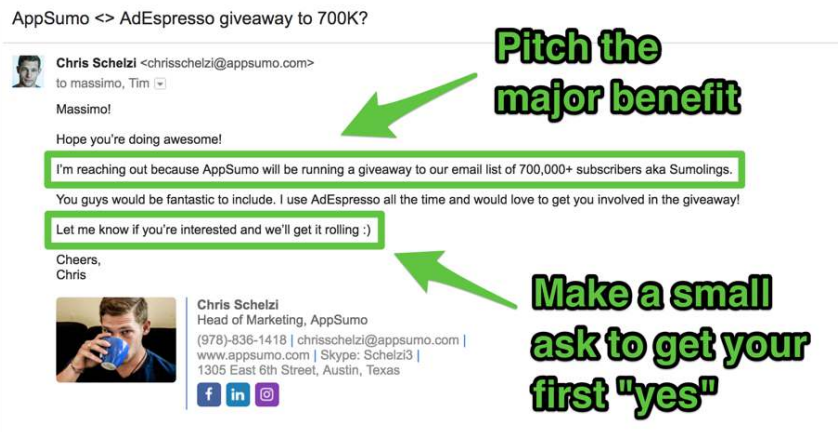 AppSumo <> AdEspresso giveaway to 700K?
Chris Schelzi <chrisschelzi@appsumo.com>
to massimo, Tim
Pitch the
major benefit
Massimo!
Hope you're doing awesome!
I'm reaching out because AppSumo will be running a giveaway to our email list of 700,000+ subscribers aka Sumolings.
You guys would be fantastic to include. I use AdEspresso all the time and would love to get you involved in the giveaway!
Let me know if you're interested and we'll get it rolling :)
Cheers,
Chris
Make a small
ask to get your
first "yes"
Chris Schelzi
Head of Marketing, AppSumo
(978)-836-1418 | chrisschelzi@appsumo.com |
www.appsumo.com | Skype: Schelzi3 |
1305 East 6th Street, Austin, Texas
f in